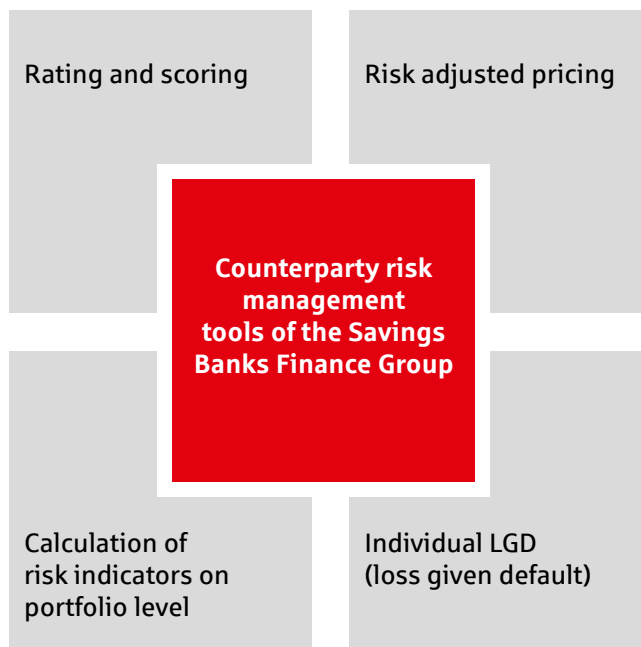 Rating and scoring
Risk adjusted pricing
Counterparty risk
management
tools of the Savings
Banks Finance Group
Calculation of
risk indicators on
portfolio level
Individual LGD
(loss given default)